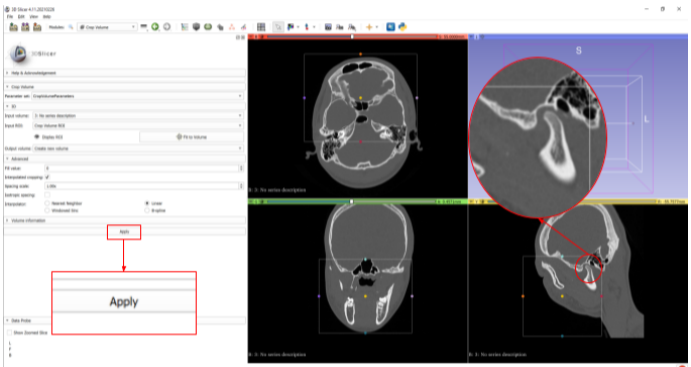 3D Slicer 4.11.20210226
File Edit View Help
Modules: Crop Volume
3DSlicer
Help & Acknowledgement
Crop Volume
Parameter set: CropVolumeParameters
IO
Input volume: 3: No series description
Input ROI: Crop Volume ROI
Display ROI Fit to Volume
Output volume: Create new volume
Advanced
Fill value: 0
Interpolated cropping:
Spacing scale: 1.00x
Isotropic spacing:
Interpolation: Nearest Neighbor Linear
Windowed Sinc B-spline
Volume Information
Apply
Apply
Data Probe
Show Zoomed Slice
L
F
B
S
L
B: 3: No series description
B: 3: No series description
B: 3: No series description